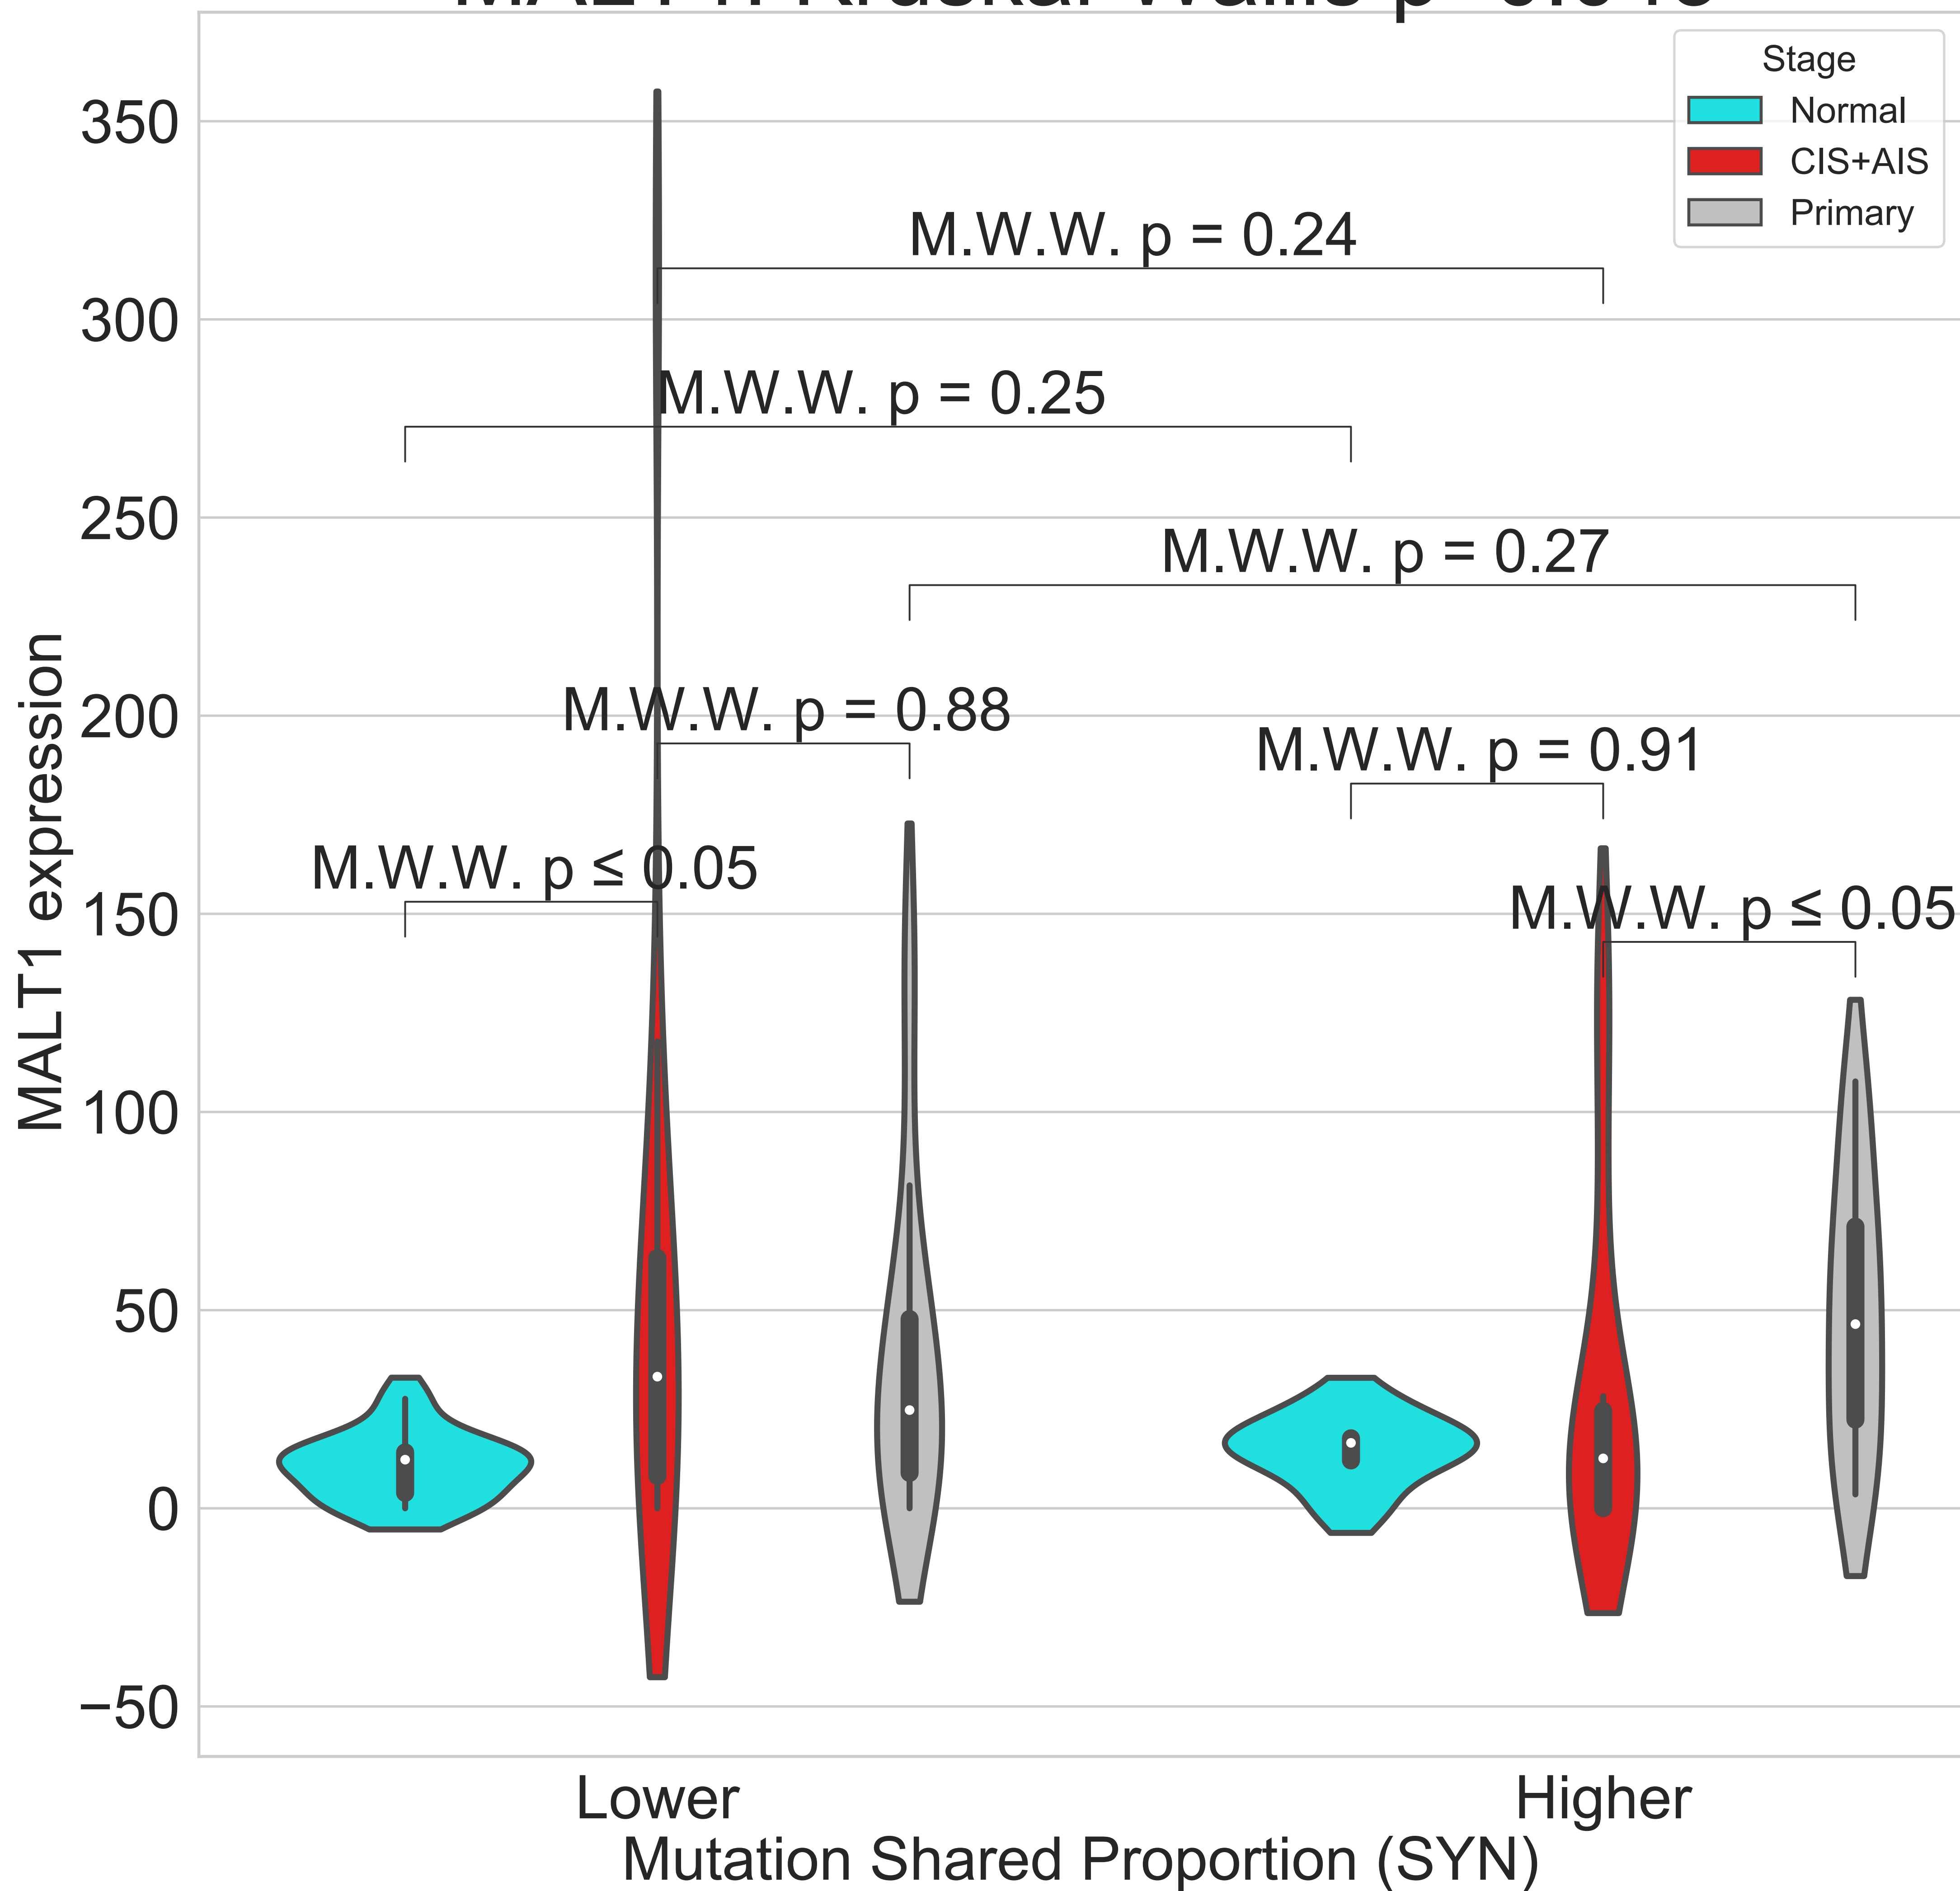 Stage
Normal
CIS+AIS
Primary
350
300
250
200
150
100
50
0
−50
MALT1 expression
M.W.W. p = 0.24
M.W.W. p = 0.25
M.W.W. p = 0.27
M.W.W. p = 0.88
M.W.W. p = 0.91
M.W.W. p ≤ 0.05
M.W.W. p ≤ 0.05
Lower
Higher
Mutation Shared Proportion (SYN)